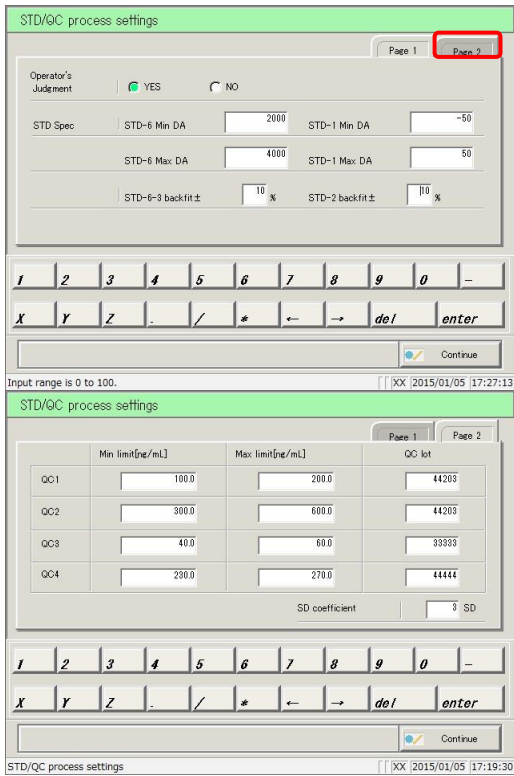 STD/QC process settings
Page 1 Page 2
Operator's
Judgment YES NO
STD Spec STD-6 Min DA 2000 STD-1 Min DA -50
STD-6 Max DA 4000 STD-1 Max DA 50
STD-6-3 backfit± 10 % STD-2 backfit± 10 %
1 2 3 4 5 6 7 8 9 0 -
X Y Z . / * ← → del enter
Continue
Input range is 0 to 100. XX 2015/01/05 17:27:13
STD/QC process settings
Page 1 Page 2
Min limit[ng/mL] Max limit[ng/mL] QC lot
QC1 100.0 200.0 44203
QC2 300.0 600.0 44203
QC3 40.0 60.0 33333
QC4 230.0 270.0 44444
SD coefficient 3 SD
1 2 3 4 5 6 7 8 9 0 -
X Y Z . / * ← → del enter
Continue
STD/QC process settings XX 2015/01/05 17:19:30